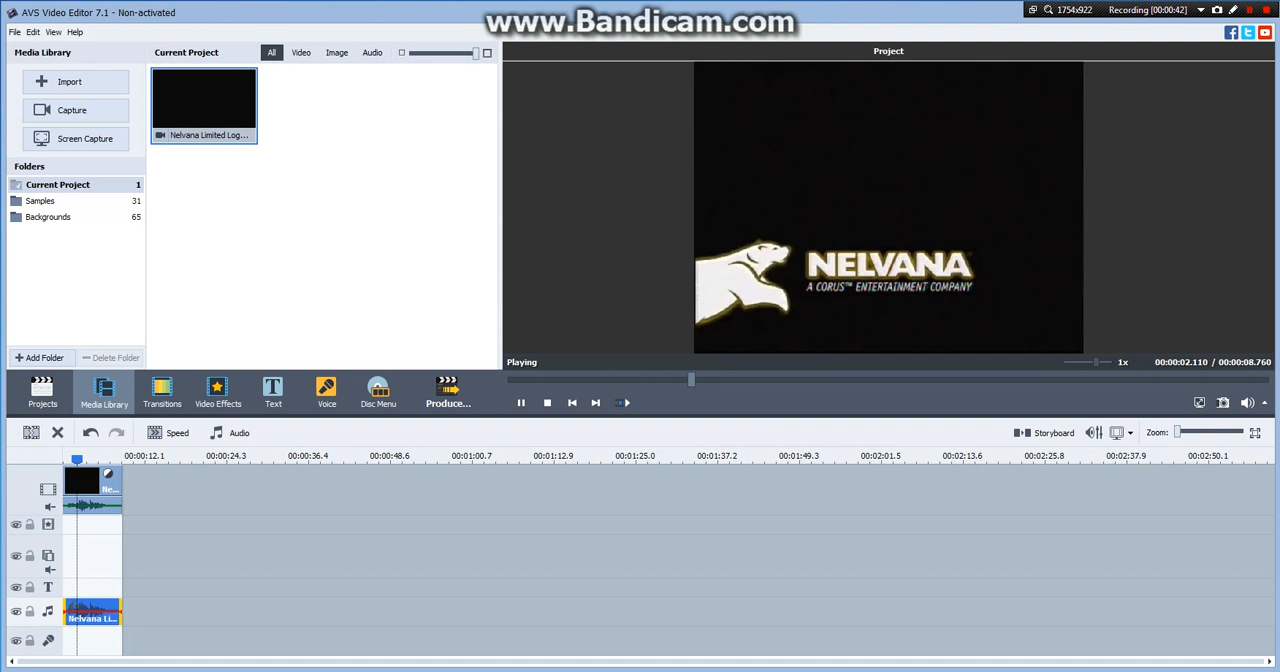 AVS Video Editor 7.1 - Non-activated
www.Bandicam.com
1754x922
Recording [00:00:42]
File Edit View Help
Media Library
Current Project
All
Video
Image
Audio
Project
Import
Capture
Screen Capture
Nelvana Limited Log...
Folders
Current Project 1
Samples 31
Backgrounds 65
NELVANA
A CORUS™ ENTERTAINMENT COMPANY
+ Add Folder
Delete Folder
Playing
1x
00:00:02.110 / 00:00:08.760
Projects
Media Library
Transitions
Video Effects
Text
Voice
Disc Menu
Produce...
Speed
Audio
Storyboard
Zoom:
00:00:12.1 00:00:24.3 00:00:36.4 00:00:48.6 00:01:00.7 00:01:12.9 00:01:25.0 00:01:37.2 00:01:49.3 00:02:01.5 00:02:13.6 00:02:25.8 00:02:37.9 00:02:50.1
Ne...
T
Nelvana Li...